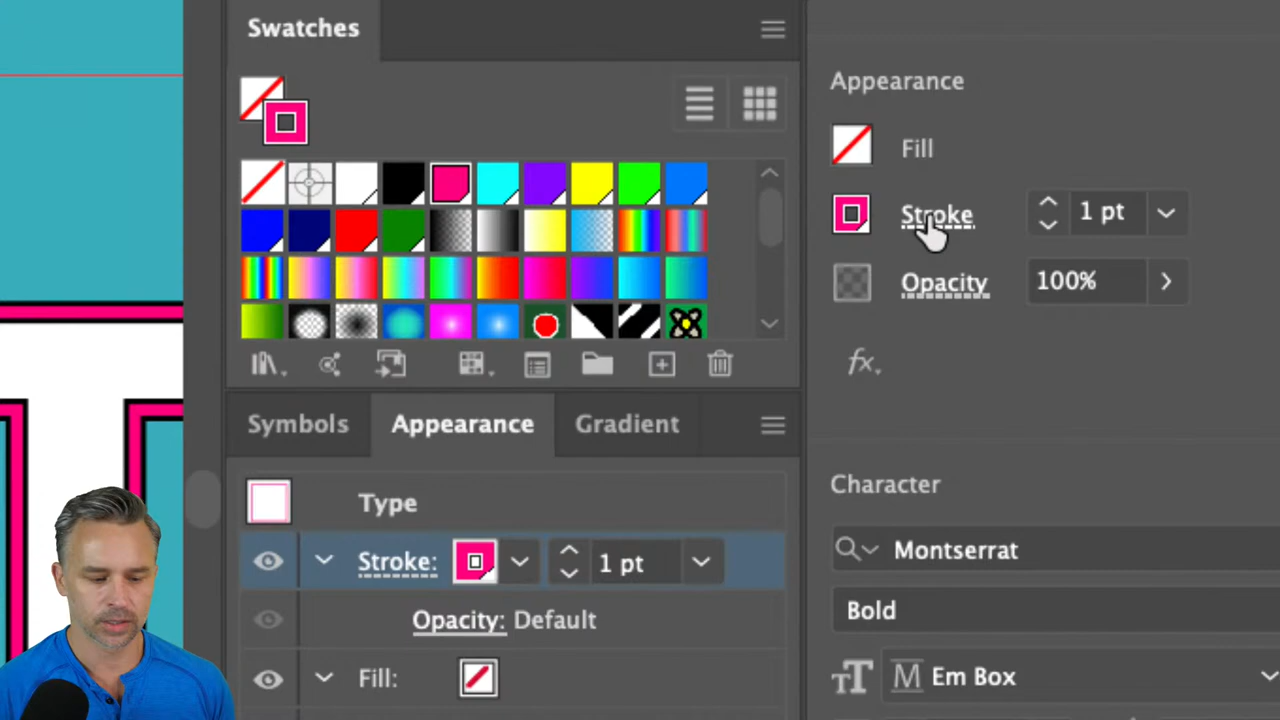 Swatches
Symbols
Appearance
Gradient
Type
Stroke:
1 pt
Opacity: Default
Fill:
Appearance
Fill
Stroke
1 pt
Opacity
100%
fx
Character
Montserrat
Bold
Em Box